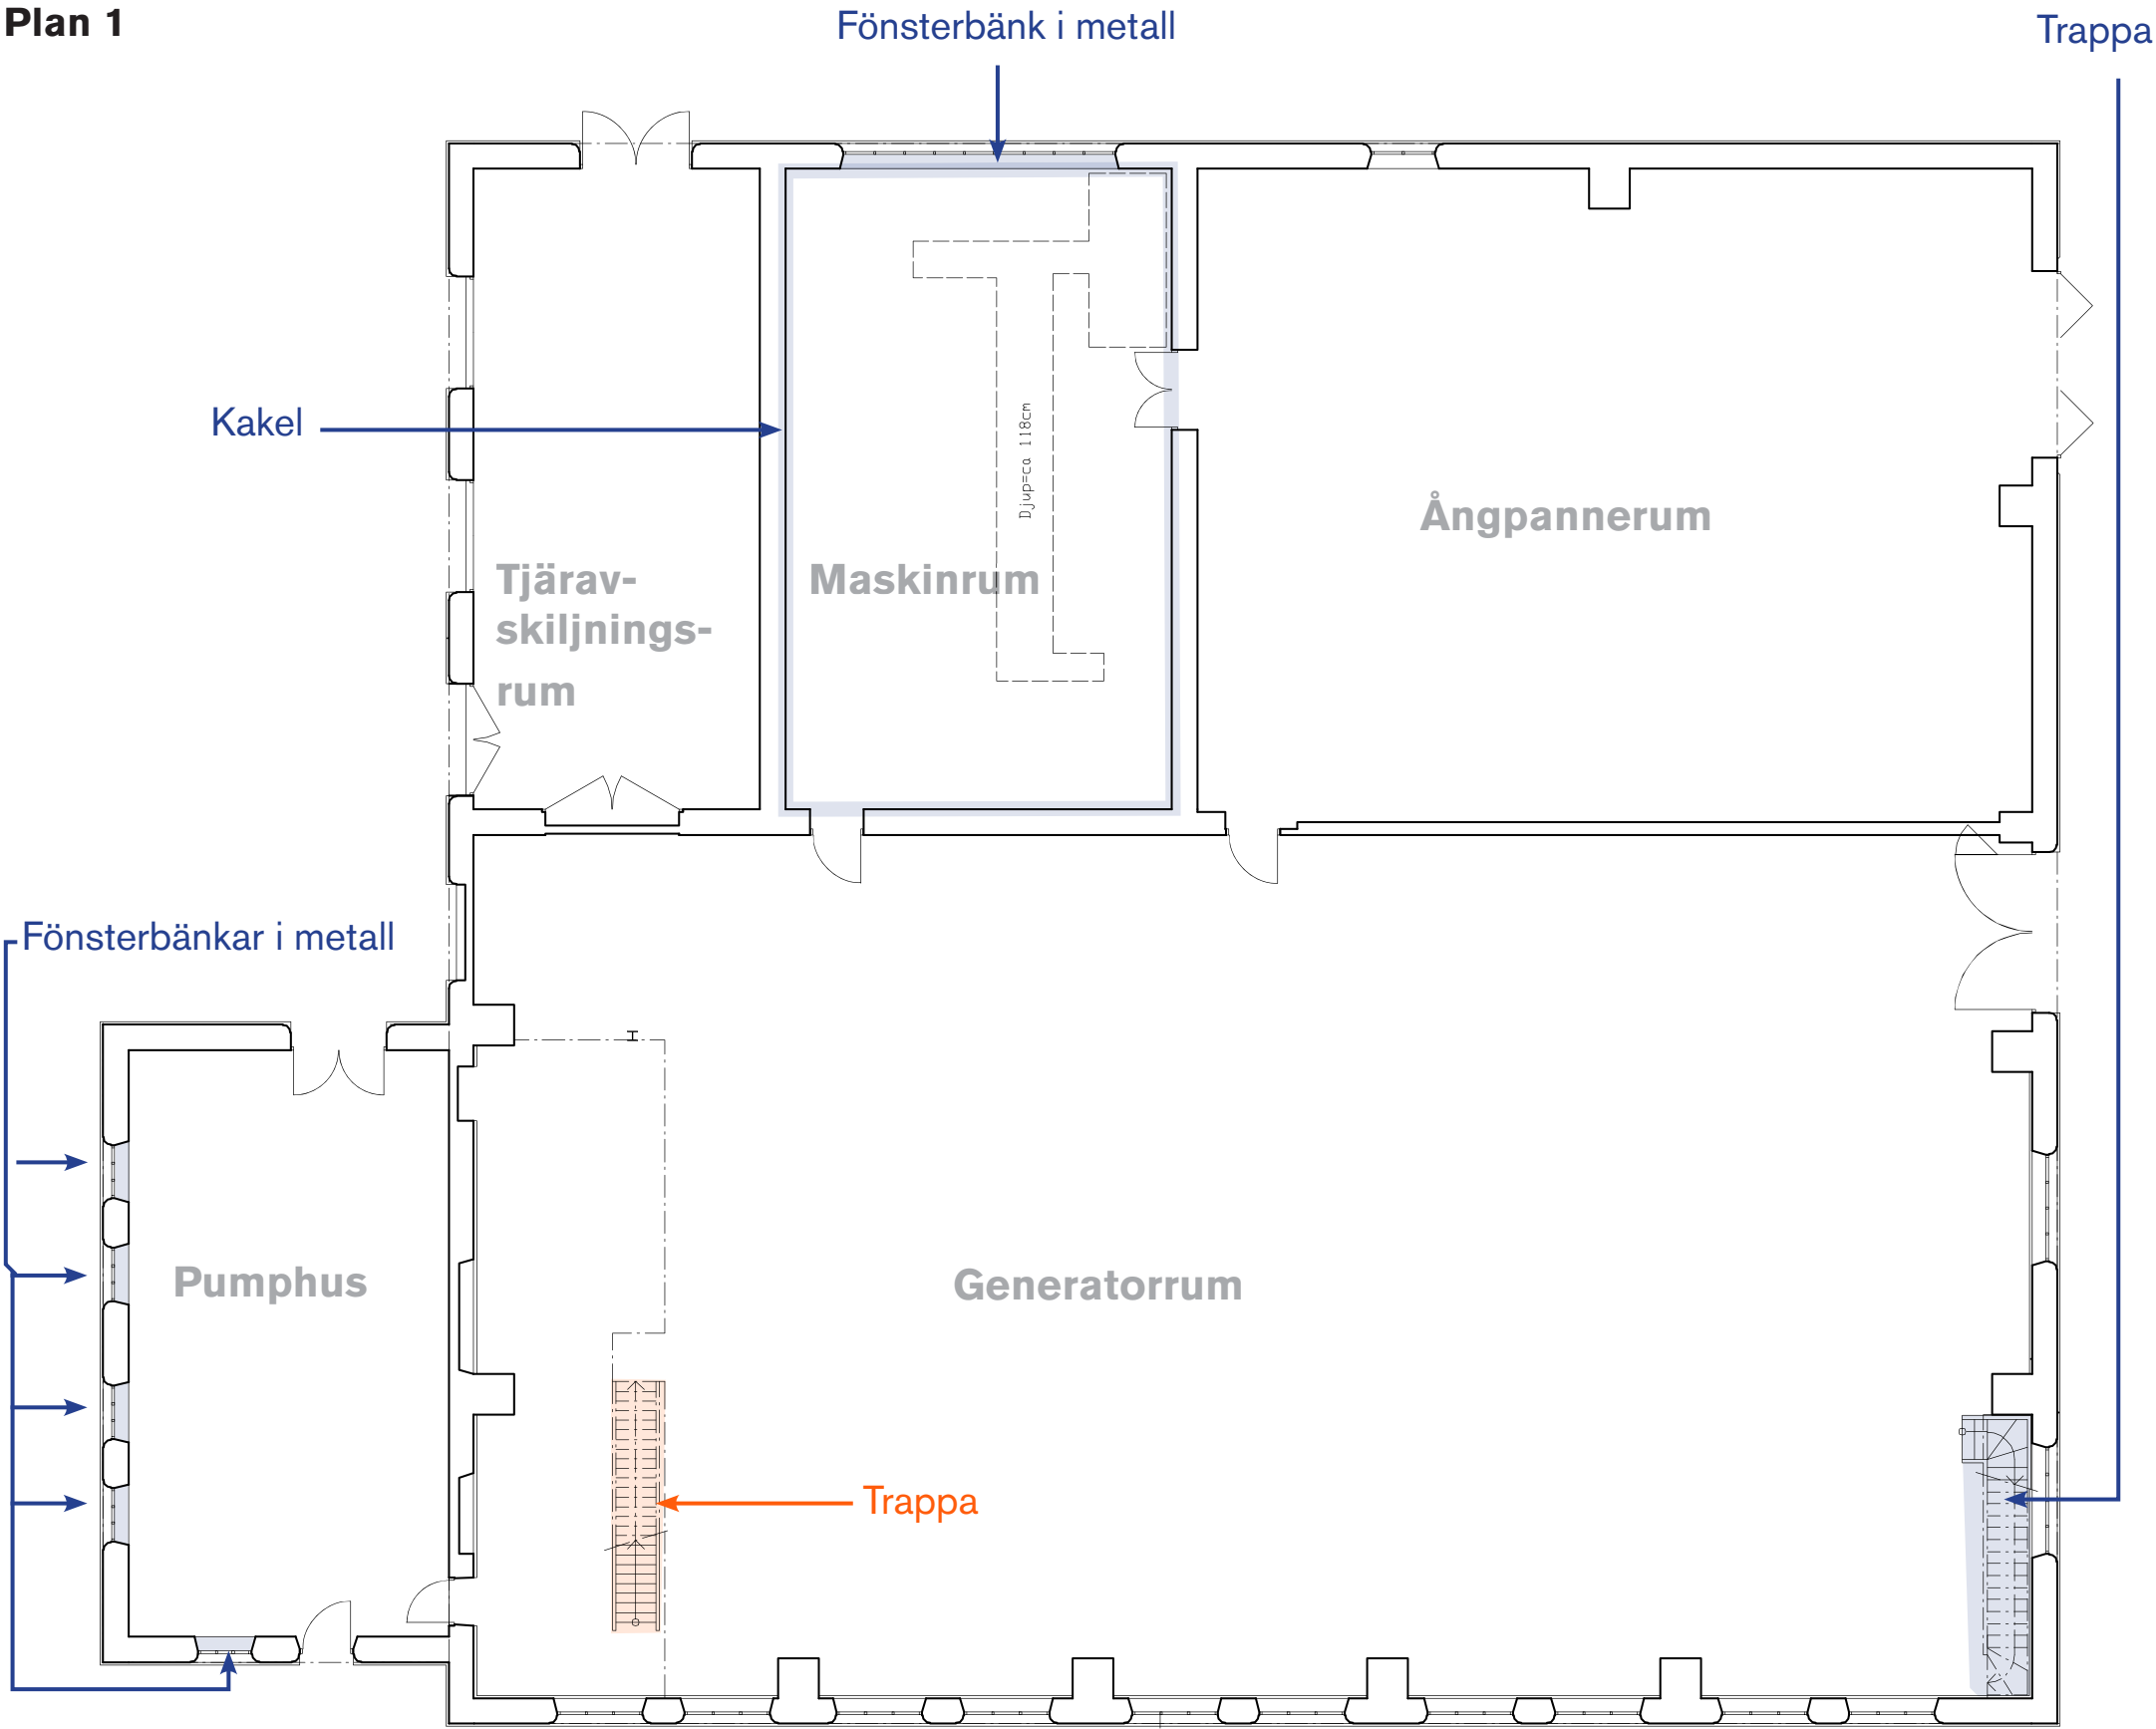 Plan 1
Fönsterbänk i metall
Trappa
Kakel
Djup=ca 118cm
Ångpannerum
Tjärav-
skiljnings-
rum
Maskinrum
Fönsterbänkar i metall
Pumphus
Generatorrum
Trappa